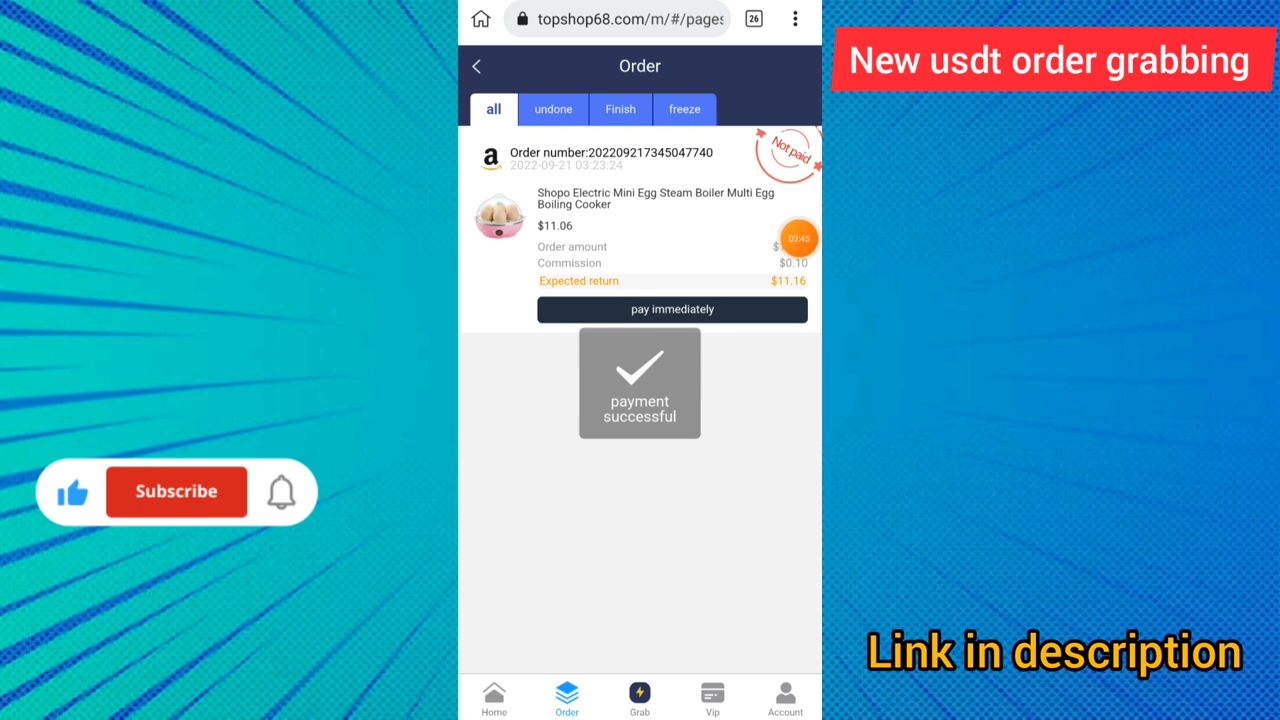 topshop68.com/m/#/pages
26
New usdt order grabbing
Order
all
undone
Finish
freeze
Order number:202209217345047740
2022-09-21 03:23:24
Not paid
Shopo Electric Mini Egg Steam Boiler Multi Egg
Boiling Cooker
$11.06
Order amount
03:45
Commission
$0.10
Expected return
$11.16
pay immediately
payment
successful
Subscribe
Link in description
Home
Order
Grab
Vip
Account